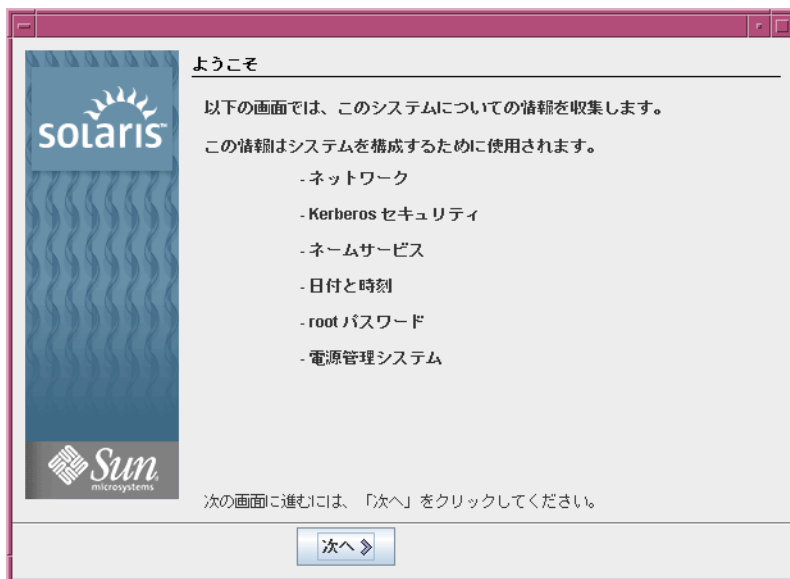 ようこそ
solaris™
以下の画面では、このシステムについての情報を収集します。
この情報はシステムを構成するために使用されます。
- ネットワーク
- Kerberos セキュリティ
- ネームサービス
- 日付と時刻
- root パスワード
- 電源管理システム
Sun
microsystems
次の画面に進むには、「次へ」をクリックしてください。
次へ